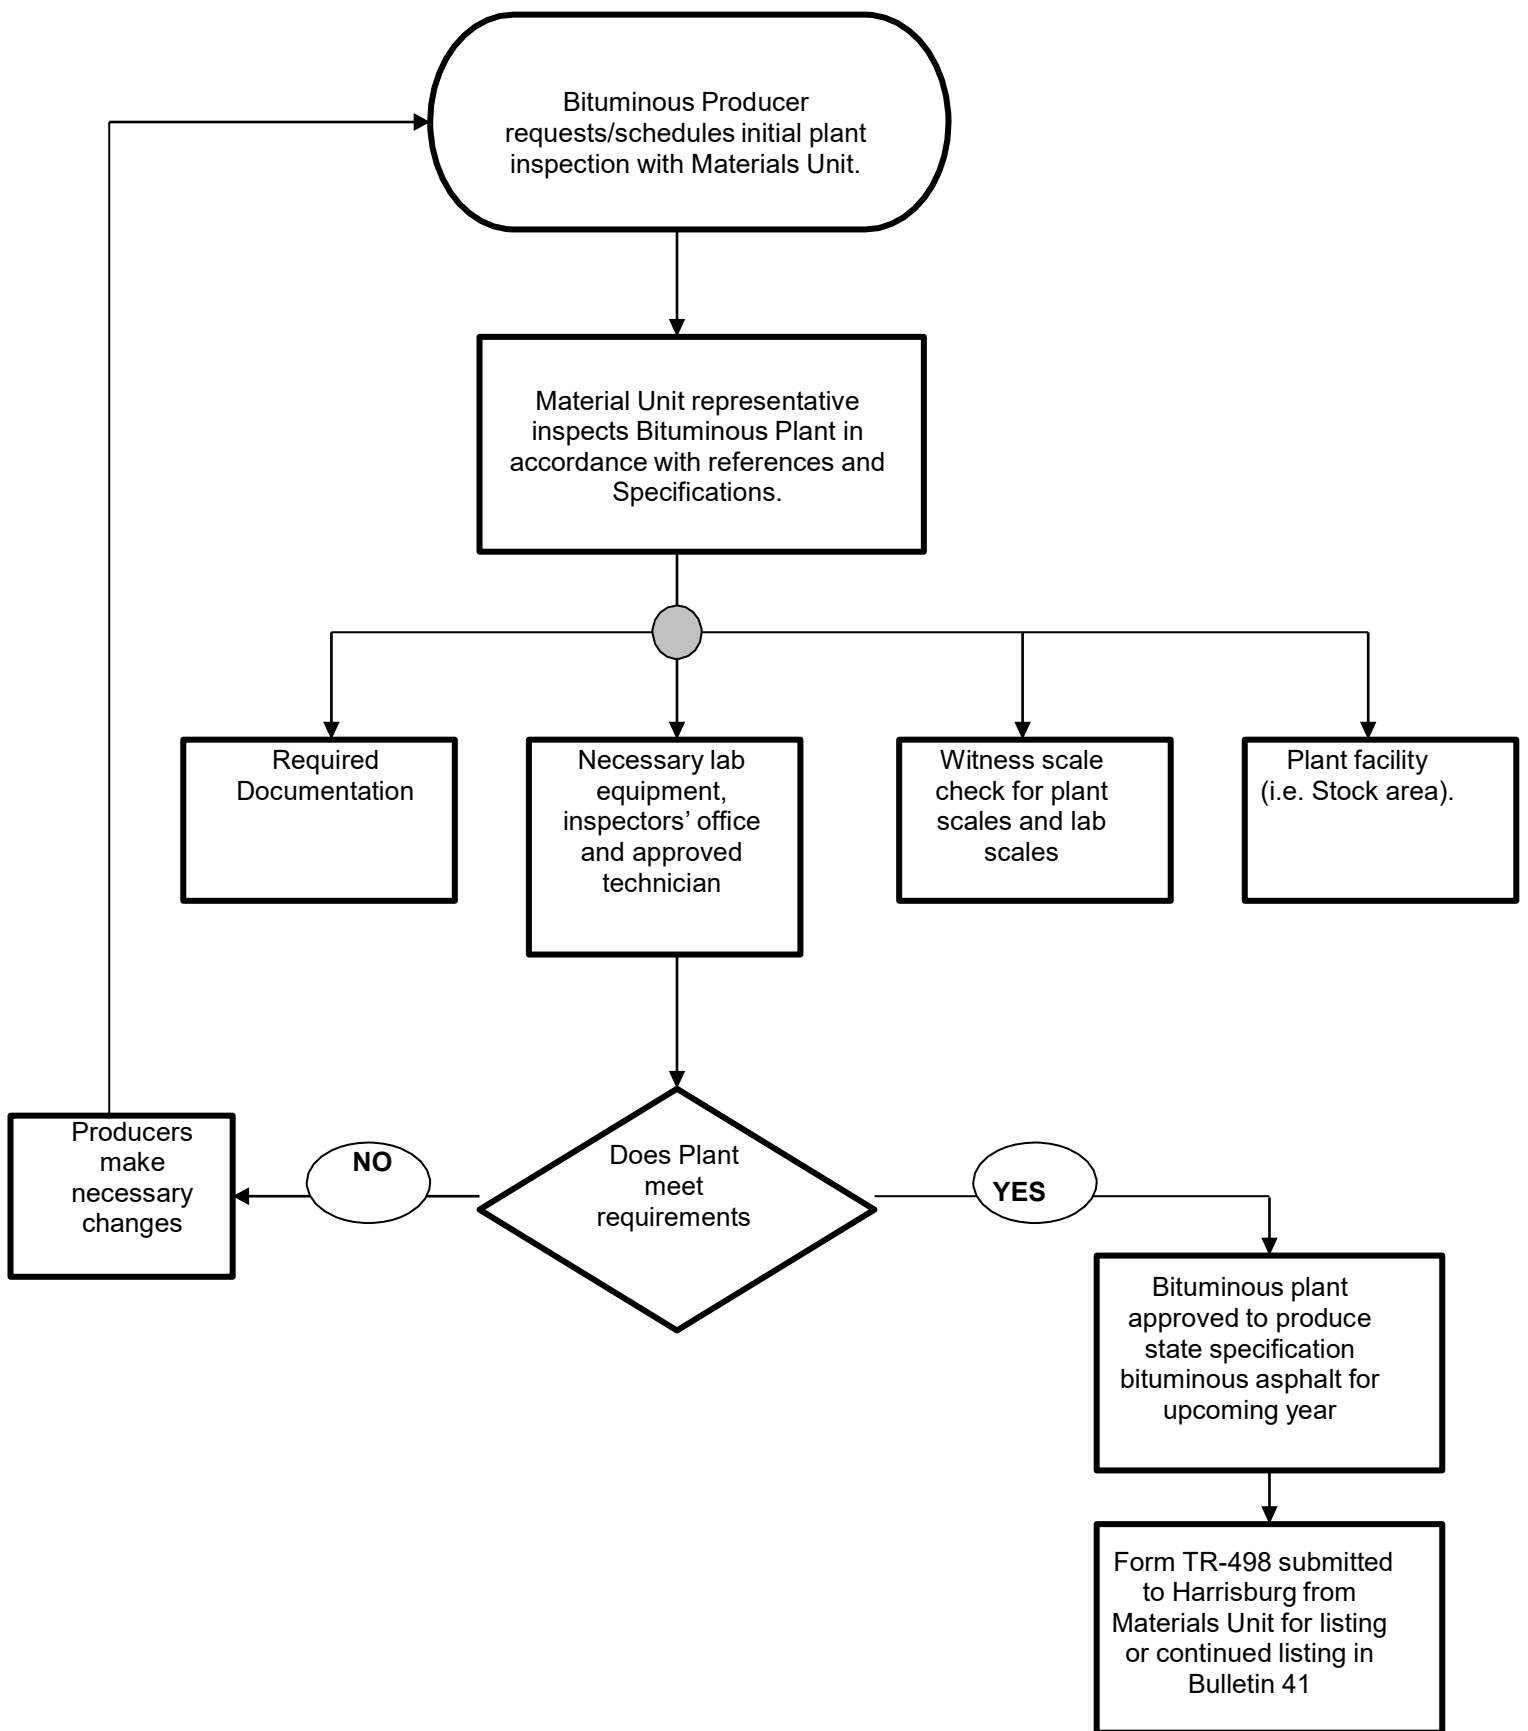 Bituminous Producer
requests/schedules initial plant
inspection with Materials Unit.
Material Unit representative
inspects Bituminous Plant in
accordance with references and
Specifications.
Required
Documentation
Necessary lab
equipment,
inspectors’ office
and approved
technician
Witness scale
check for plant
scales and lab
scales
Plant facility
(i.e. Stock area).
Producers
make
necessary
changes
NO
Does Plant
meet
requirements
YES
Bituminous plant
approved to produce
state specification
bituminous asphalt for
upcoming year
Form TR-498 submitted
to Harrisburg from
Materials Unit for listing
or continued listing in
Bulletin 41